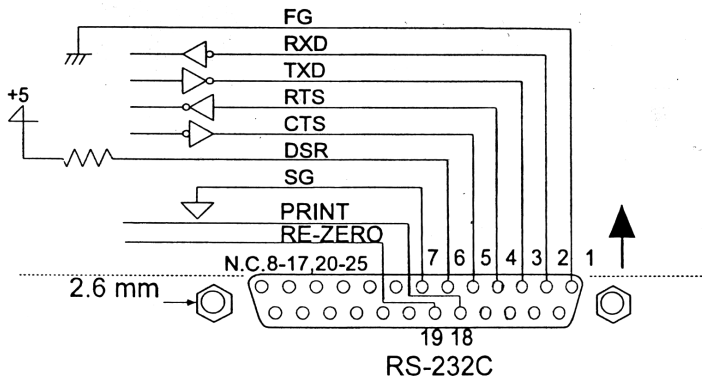 FG
RXD
TXD
RTS
+5
CTS
DSR
SG
PRINT
RE-ZERO
N.C.8-17,20-25 7 6 5 4 3 2 1
2.6 mm
19 18
RS-232C